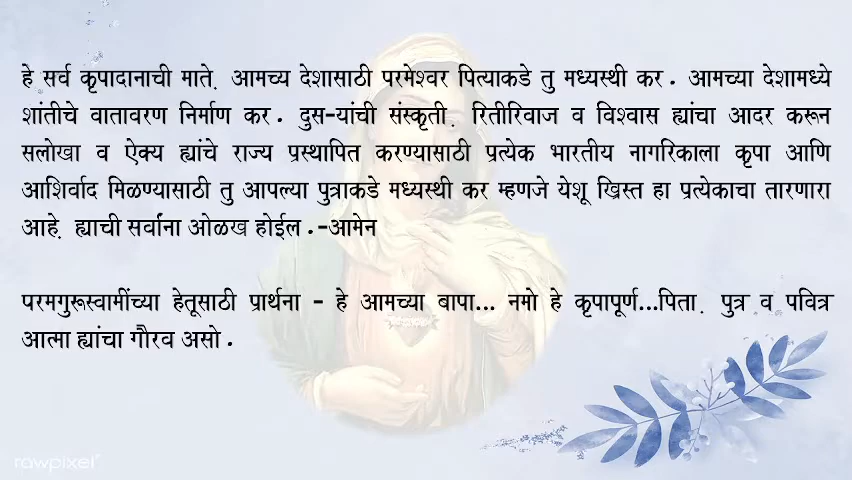 हे सर्व कृपादानाची माते. आमच्य देशासाठी परमेश्वर पित्याकडे तु मध्यस्थी कर. आमच्या देशामध्ये
शांतीचे वातावरण निर्माण कर. दुस-यांची संस्कृती. रितीरिवाज व विश्वास ह्यांचा आदर करून
सलोखा व ऐक्य ह्यांचे राज्य प्रस्थापित करण्यासाठी प्रत्येक भारतीय नागरिकाला कृपा आणि
आशिर्वाद मिळण्यासाठी तु आपल्या पुत्राकडे मध्यस्थी कर म्हणजे येशू ख्रिस्त हा प्रत्येकाचा तारणारा
आहे. ह्याची सर्वांना ओळख होईल.-आमेन
परमगुरूस्वामींच्या हेतूसाठी प्रार्थना - हे आमच्या बापा... नमो हे कृपापूर्ण...पिता. पुत्र व पवित्र
आत्मा ह्यांचा गौरव असो.
rawpixel